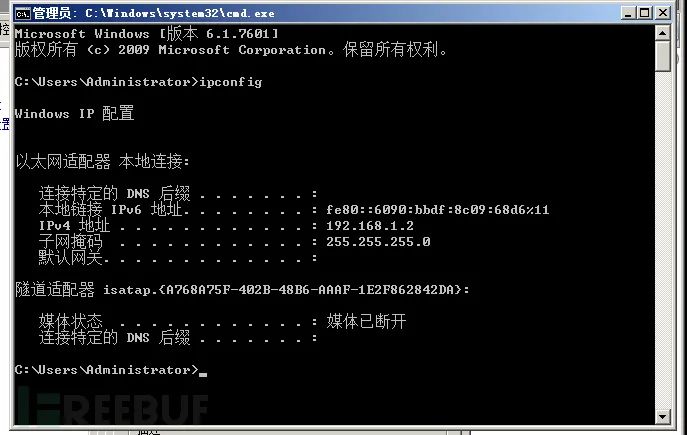 管理员: C:\Windows\system32\cmd.exe
Microsoft Windows [版本 6.1.7601]
版权所有 (c) 2009 Microsoft Corporation。保留所有权利。
C:\Users\Administrator>ipconfig
Windows IP 配置
以太网适配器 本地连接:
连接特定的 DNS 后缀 . . . . . . . :
本地链接 IPv6 地址. . . . . . . . : fe80::6090:bbdf:8c09:68d6%11
IPv4 地址 . . . . . . . . . . . . : 192.168.1.2
子网掩码 . . . . . . . . . . . . : 255.255.255.0
默认网关. . . . . . . . . . . . . :
隧道适配器 isatap.{A768A75F-402B-48B6-AAAF-1E2F862842DA}:
媒体状态 . . . . . . . . . . . . : 媒体已断开
连接特定的 DNS 后缀 . . . . . . . :
C:\Users\Administrator>_
FREEBUF